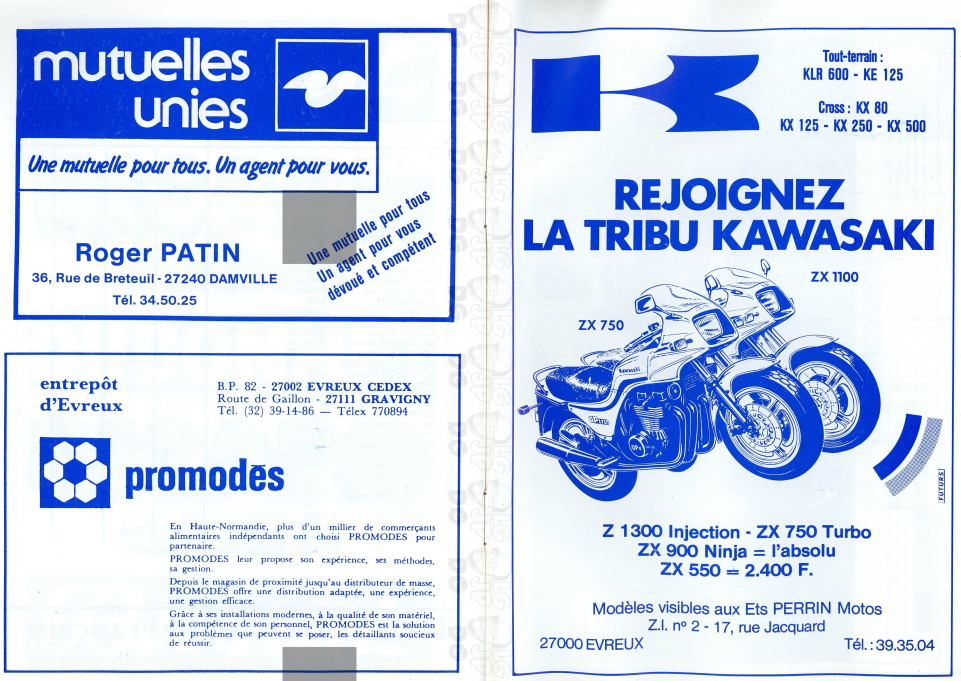 mutuelles
unies
Une mutuelle pour tous. Un agent pour vous.
Roger PATIN
36, Rue de Breteuil - 27240 DAMVILLE
Tél. 34.50.25
Une mutuelle pour tous
Un agent pour vous
dévoué et compétent
entrepôt
d'Evreux
B.P. 82 - 27002 EVREUX CEDEX
Route de Gaillon - 27111 GRAVIGNY
Tél. (32) 39-14-86 — Télex 770894
promodès
En Haute-Normandie, plus d'un millier de commerçants
alimentaires indépendants ont choisi PROMODES pour
partenaire.
PROMODES leur propose son expérience, ses méthodes,
sa gestion.
Depuis le magasin de proximité jusqu'au distributeur de masse,
PROMODES offre une distribution adaptée, une expérience,
une gestion efficace.
Grâce à ses installations modernes, à la qualité de son matériel,
à la compétence de son personnel, PROMODES est la solution
aux problèmes que peuvent se poser, les détaillants soucieux
de réussir.
K
Tout-terrain :
KLR 600 - KE 125
Cross : KX 80
KX 125 - KX 250 - KX 500
REJOIGNEZ
LA TRIBU KAWASAKI
ZX 1100
ZX 750
Kawasaki
FUTURS
Z 1300 Injection - ZX 750 Turbo
ZX 900 Ninja = l'absolu
ZX 550 = 2.400 F.
Modèles visibles aux Ets PERRIN Motos
Z.I. nº 2 - 17, rue Jacquard
27000 EVREUX
Tél. : 39.35.04